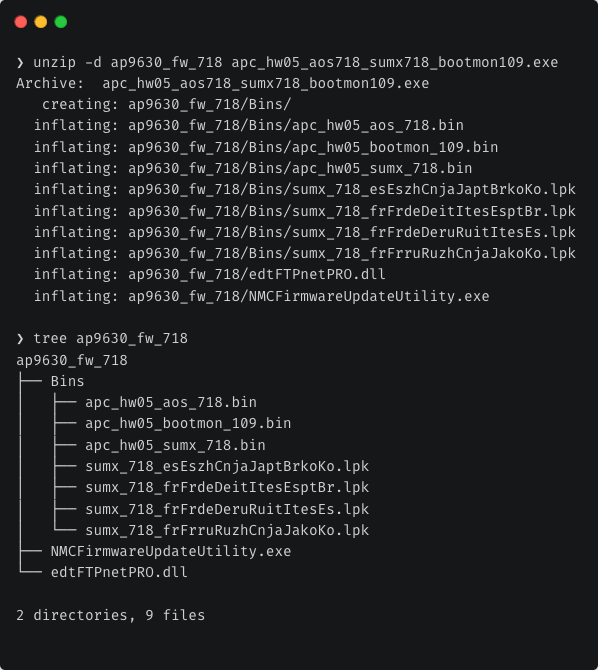 ❯ unzip -d ap9630_fw_718 apc_hw05_aos718_sumx718_bootmon109.exe
Archive:  apc_hw05_aos718_sumx718_bootmon109.exe
   creating: ap9630_fw_718/Bins/
  inflating: ap9630_fw_718/Bins/apc_hw05_aos_718.bin
  inflating: ap9630_fw_718/Bins/apc_hw05_bootmon_109.bin
  inflating: ap9630_fw_718/Bins/apc_hw05_sumx_718.bin
  inflating: ap9630_fw_718/Bins/sumx_718_esEszhCnjaJaptBrkoKo.lpk
  inflating: ap9630_fw_718/Bins/sumx_718_frFrdeDeitItesEsptBr.lpk
  inflating: ap9630_fw_718/Bins/sumx_718_frFrdeDeruRuitItesEs.lpk
  inflating: ap9630_fw_718/Bins/sumx_718_frFrruRuzhCnjaJakoKo.lpk
  inflating: ap9630_fw_718/edtFTPnetPRO.dll
  inflating: ap9630_fw_718/NMCFirmwareUpdateUtility.exe

❯ tree ap9630_fw_718
ap9630_fw_718
├── Bins
│   ├── apc_hw05_aos_718.bin
│   ├── apc_hw05_bootmon_109.bin
│   ├── apc_hw05_sumx_718.bin
│   ├── sumx_718_esEszhCnjaJaptBrkoKo.lpk
│   ├── sumx_718_frFrdeDeitItesEsptBr.lpk
│   ├── sumx_718_frFrdeDeruRuitItesEs.lpk
│   └── sumx_718_frFrruRuzhCnjaJakoKo.lpk
├── NMCFirmwareUpdateUtility.exe
└── edtFTPnetPRO.dll

2 directories, 9 files